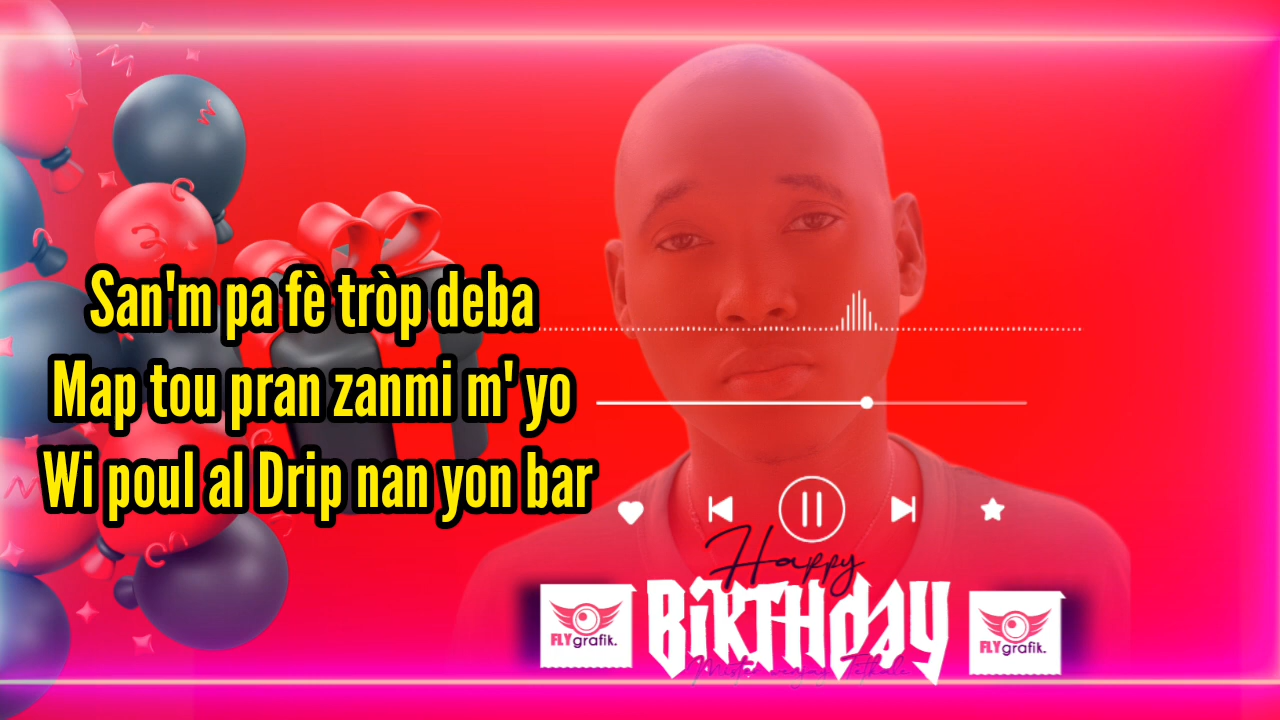 San'm pa fè tròp deba
Map tou pran zanmi m' yo
Wi poul al Drip nan yon bar
Happy
BiRTHdaY
FLYgrafik.
FLYgrafik.